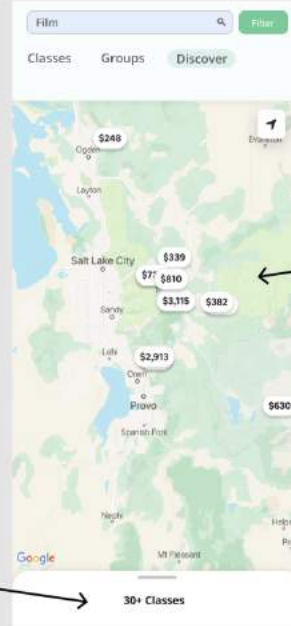 Film
Filter
Classes Groups Discover
$248
Ogden
Layton
Salt Lake City
$339
$810
$3,115
$382
Sandy
Lehi
$2,913
Orem
Provo
$630
Spanish Fork
Nephi
Google
Mt Pleasant
30+ Classes